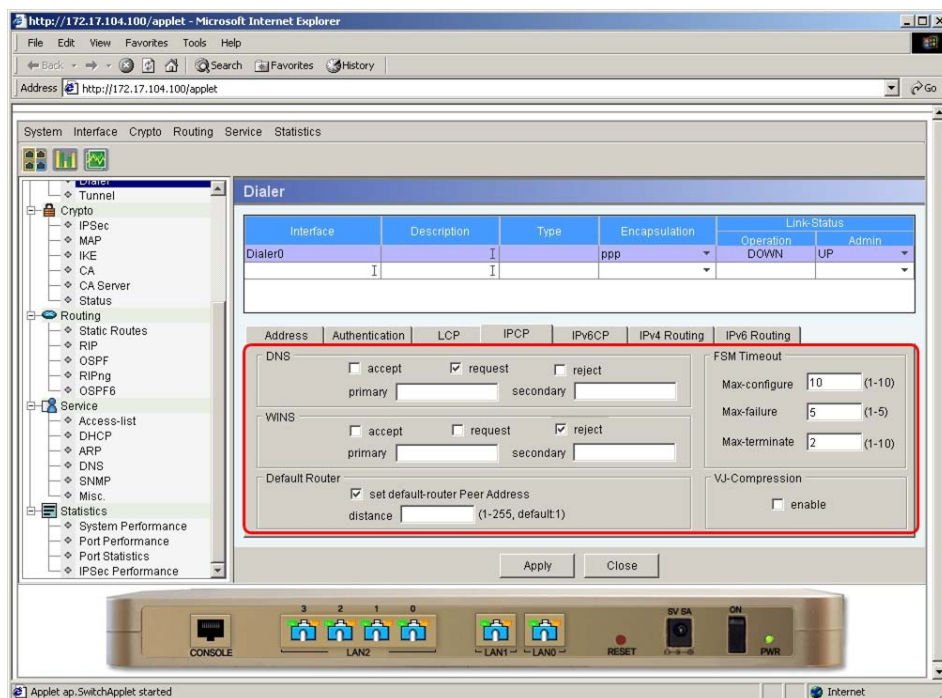 http://172.17.104.100/applet - Microsoft Internet Explorer
File Edit View Favorites Tools Help
Back Search Favorites History
Address http://172.17.104.100/applet Go
System Interface Crypto Routing Service Statistics
Dialer
Tunnel
Crypto
IPSec
MAP
IKE
CA
CA Server
Status
Routing
Static Routes
RIP
OSPF
RIPng
OSPF6
Service
Access-list
DHCP
ARP
DNS
SNMP
Misc.
Statistics
System Performance
Port Performance
Port Statistics
IPSec Performance
Dialer
Interface Description Type Encapsulation Link-Status
Operation Admin
Dialer0 ppp DOWN UP
Address Authentication LCP IPCP IPv6CP IPv4 Routing IPv6 Routing
DNS
accept request reject
primary secondary
WINS
accept request reject
primary secondary
Default Router
set default-router Peer Address
distance (1-255, default:1)
FSM Timeout
Max-configure 10 (1-10)
Max-failure 5 (1-5)
Max-terminate 2 (1-10)
VJ-Compression
enable
Apply Close
3 2 1 0 5V 5A ON
CONSOLE LAN2 LAN1 LAN0 RESET PWR
Applet ap.SwitchApplet started Internet